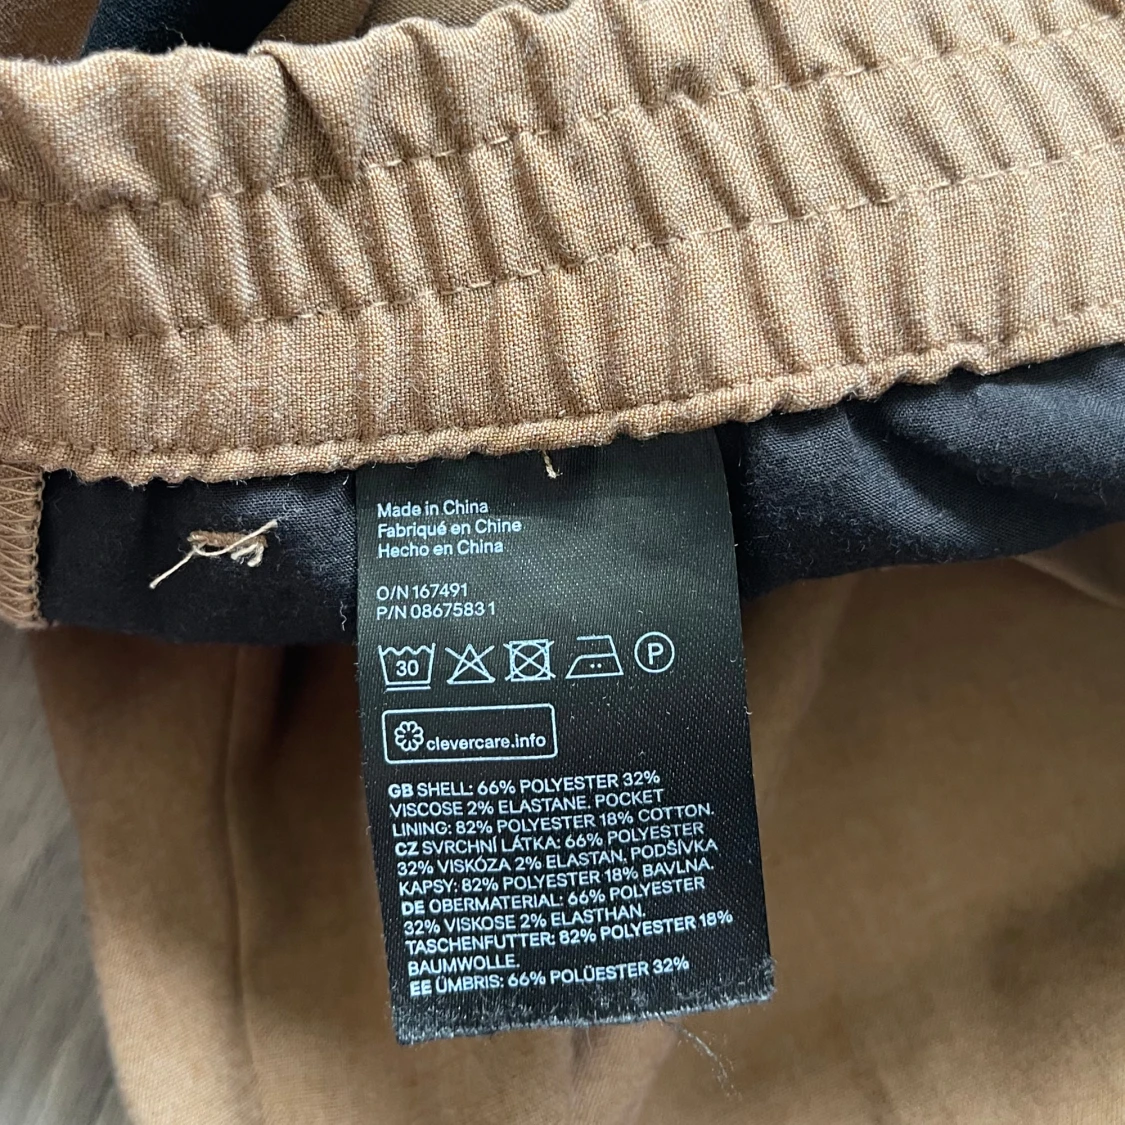 Made in China
Fabriqué en Chine
Hecho en China
O/N 167491
P/N 08675831
30
P
clevercare.info
GB SHELL: 66% POLYESTER 32%
VISCOSE 2% ELASTANE, POCKET
LINING: 82% POLYESTER 18% COTTON.
CZ SVRCHNÍ LÁTKA: 66% POLYESTER
32% VISKÓZA 2% ELASTAN, PODŠÍVKA
KAPSY: 82% POLYESTER 18% BAVLNA.
DE OBERMATERIAL: 66% POLYESTER
32% VISKOSE 2% ELASTHAN.
TASCHENFUTTER: 82% POLYESTER 18%
BAUMWOLLE.
EE ÜMBRIS: 66% POLÜESTER 32%